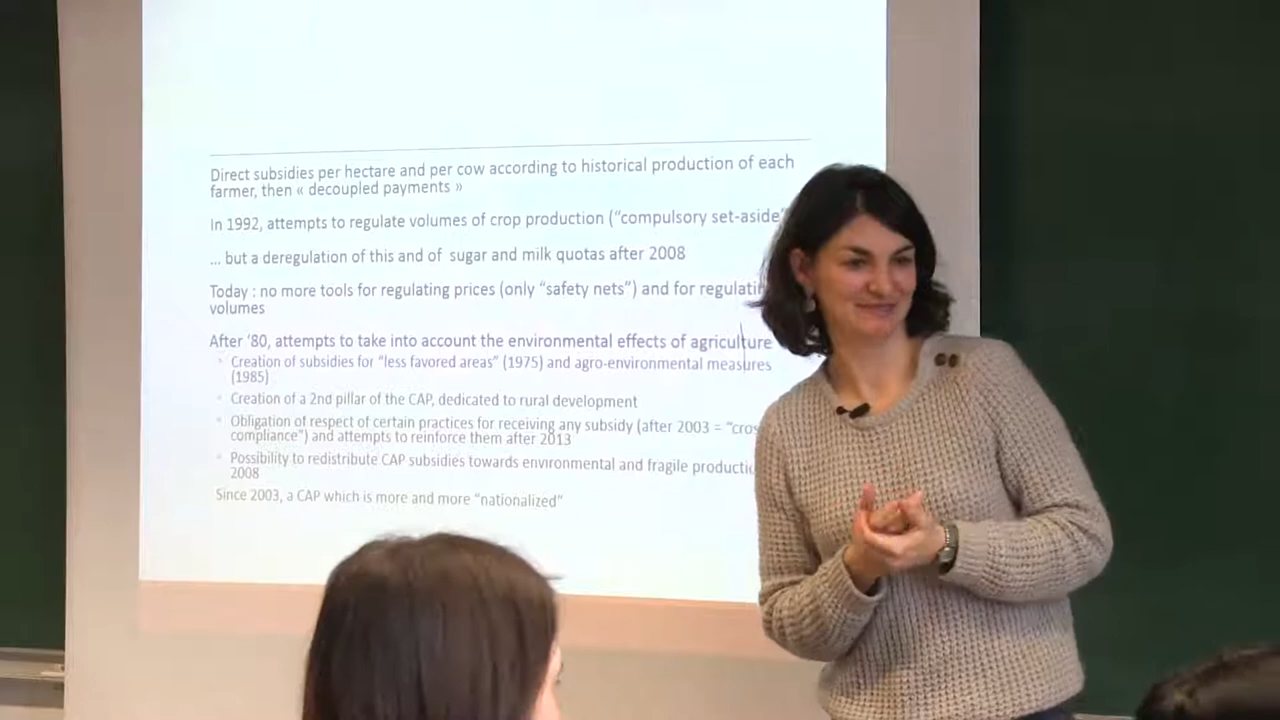 Direct subsidies per hectare and per cow according to historical production of each
farmer, then « decoupled payments »
In 1992, attempts to regulate volumes of crop production ("compulsory set-aside"
... but a deregulation of this and of sugar and milk quotas after 2008
Today : no more tools for regulating prices (only "safety nets") and for
volumes
After '80, attempts to take into account the environmental effects of agriculture
Creation of subsidies for "less favored areas" (1975) and agro-environmental measures
(1985)
Creation of a 2nd pillar of the CAP, dedicated to rural development
Obligation of respect of certain practices for receiving any subsidy (after 2003 =
compliance") and attempts to reinforce them after 2013
Possibility to redistribute CAP subsidies towards environmental and fragile
2008
Since 2003, a CAP which is more and more "nationalized"